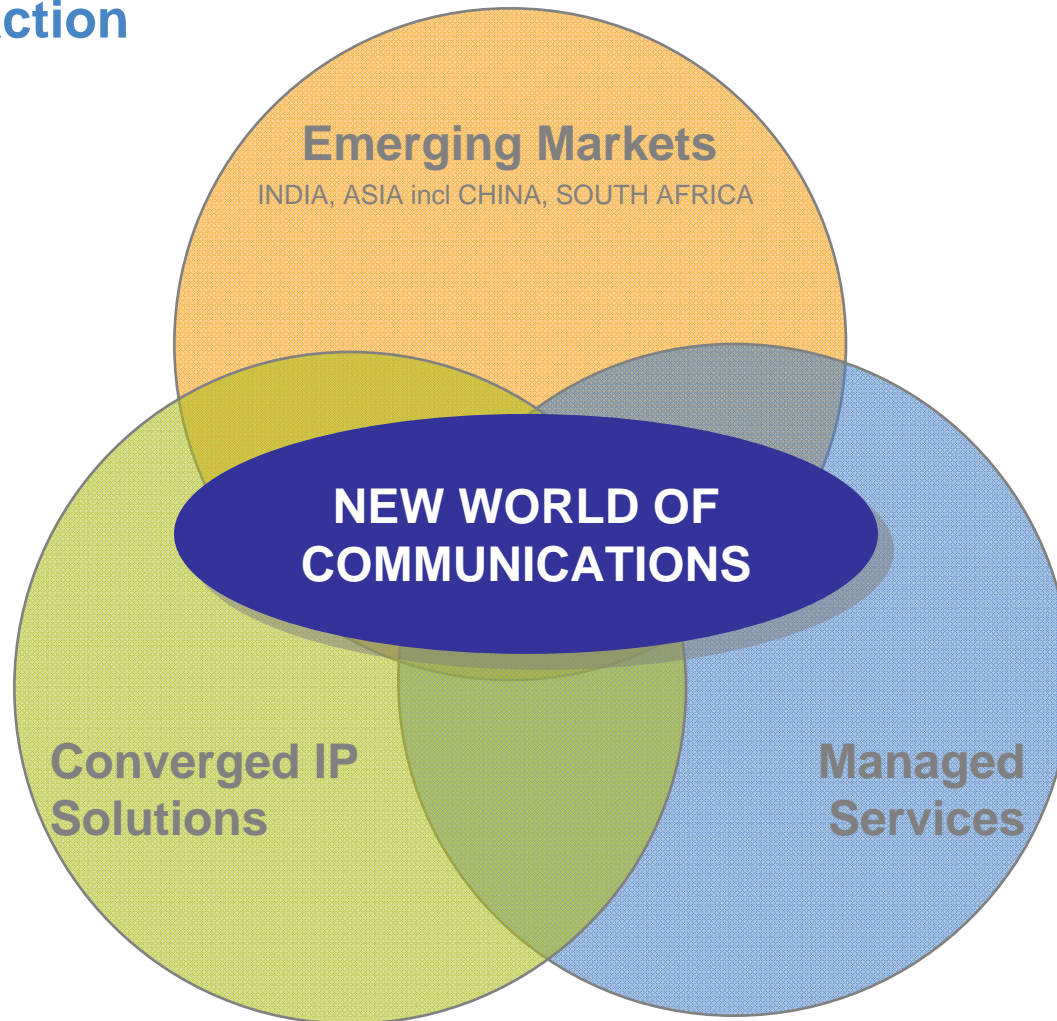 ction
Emerging Markets
INDIA, ASIA incl CHINA, SOUTH AFRICA
NEW WORLD OF
COMMUNICATIONS
Converged IP
Solutions
Managed
Services